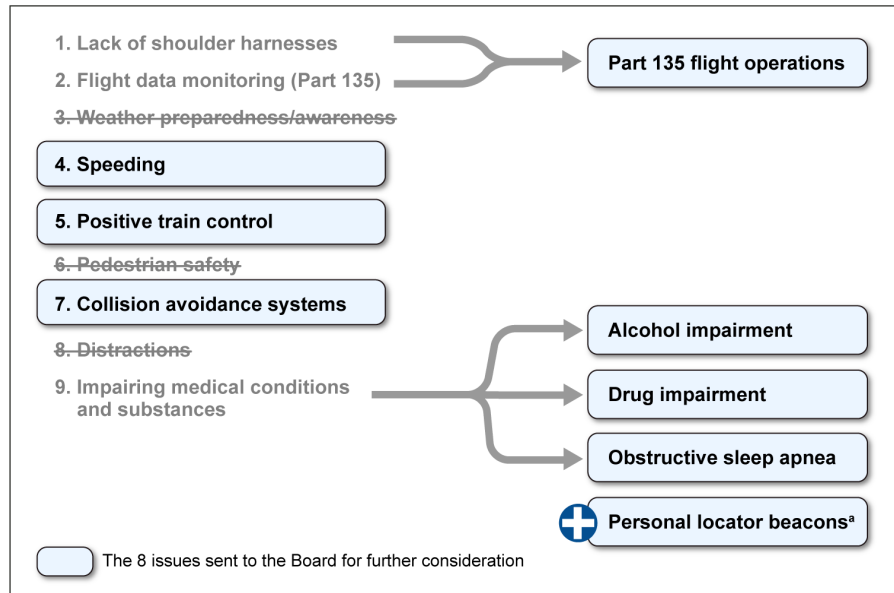 1. Lack of shoulder harnesses
2. Flight data monitoring (Part 135)
Part 135 flight operations
3. Weather preparedness/awareness
4. Speeding
5. Positive train control
6. Pedestrian safety
7. Collision avoidance systems
8. Distractions
9. Impairing medical conditions
and substances
Alcohol impairment
Drug impairment
Obstructive sleep apnea
Personal locator beaconsᵃ
The 8 issues sent to the Board for further consideration